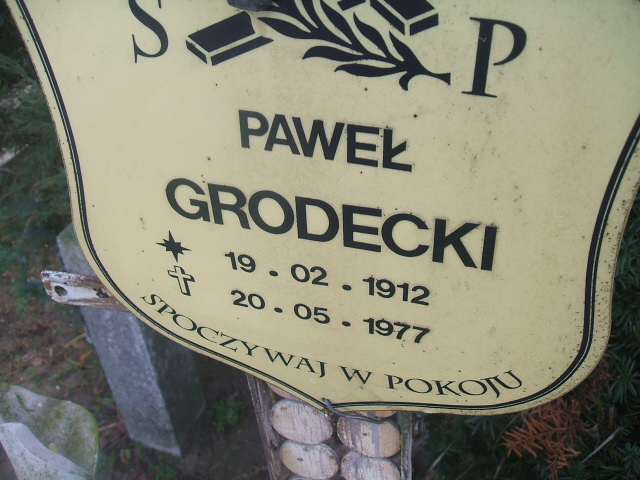 S P
PAWEŁ
GRODECKI
19.02.1912
20.05.1977
SPOCZYWAJ W POKOJU